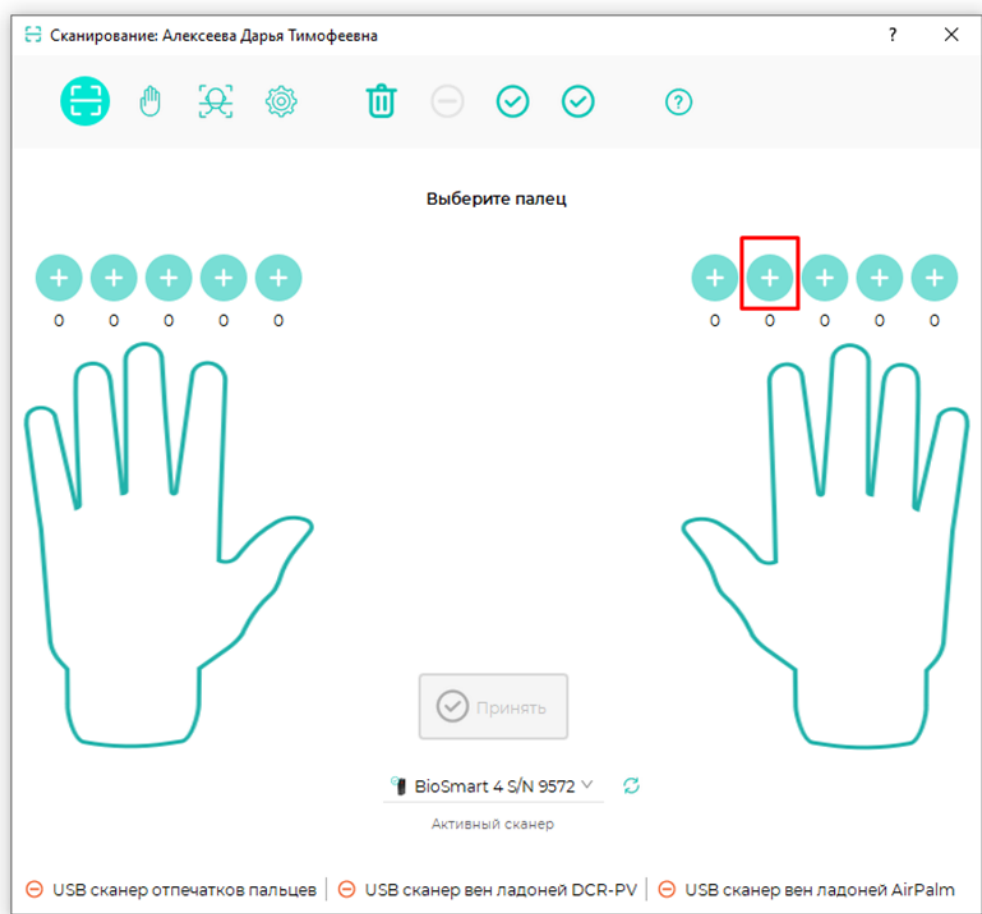 Сканирование: Алексеева Дарья Тимофеевна
?
?
Выберите палец
0 0 0 0 0 0 0 0 0 0
Принять
BioSmart 4 S/N 9572
Активный сканер
USB сканер отпечатков пальцев USB сканер вен ладоней DCR-PV USB сканер вен ладоней AirPalm